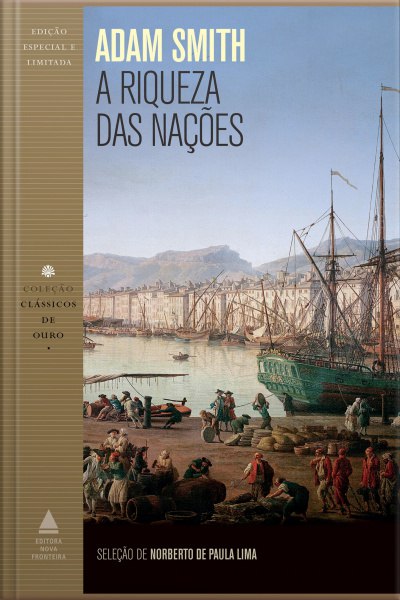 EDIÇÃO
ESPECIAL E
LIMITADA
ADAM SMITH
A RIQUEZA
DAS NAÇÕES
COLEÇÃO
CLÁSSICOS
DE
OURO
EDITORA
NOVA
FRONTEIRA
SELEÇÃO DE NORBERTO DE PAULA LIMA